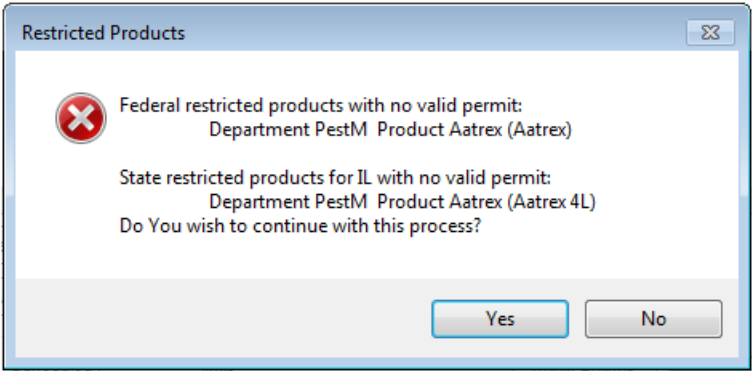 Restricted Products
Federal restricted products with no valid permit:
Department PestM  Product Aatrex (Aatrex)
State restricted products for IL with no valid permit:
Department PestM  Product Aatrex (Aatrex 4L)
Do You wish to continue with this process?
Yes
No